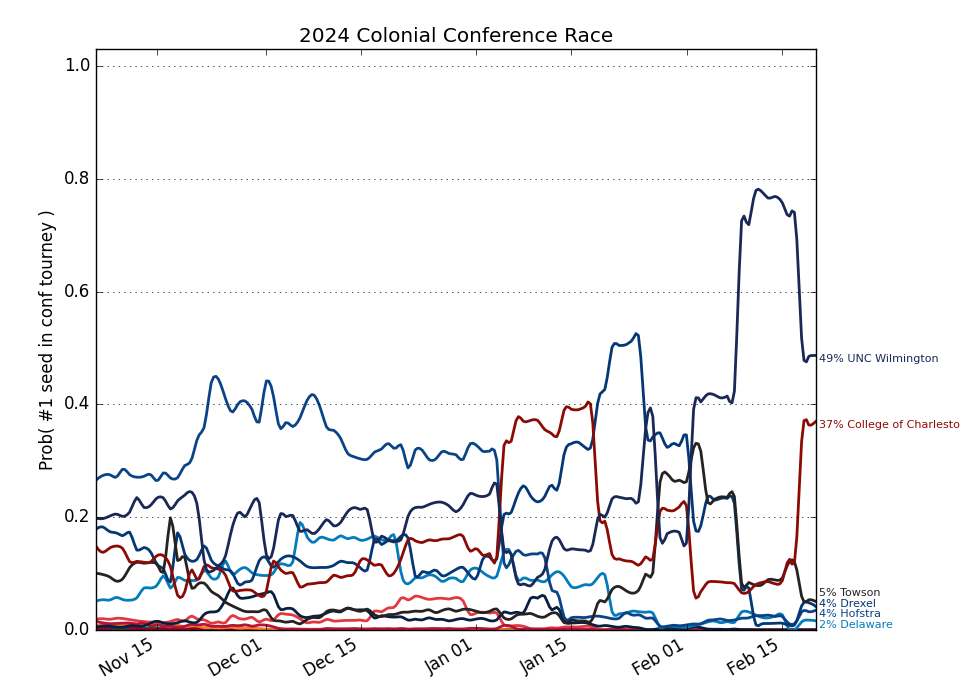 2024 Colonial Conference Race
Prob( #1 seed in conf tourney )
1.0
0.8
0.6
0.4
0.2
0.0
Nov 15
Dec 01
Dec 15
Jan 01
Jan 15
Feb 01
Feb 15
49% UNC Wilmington
37% College of Charlesto
5% Towson
4% Drexel
4% Hofstra
2% Delaware